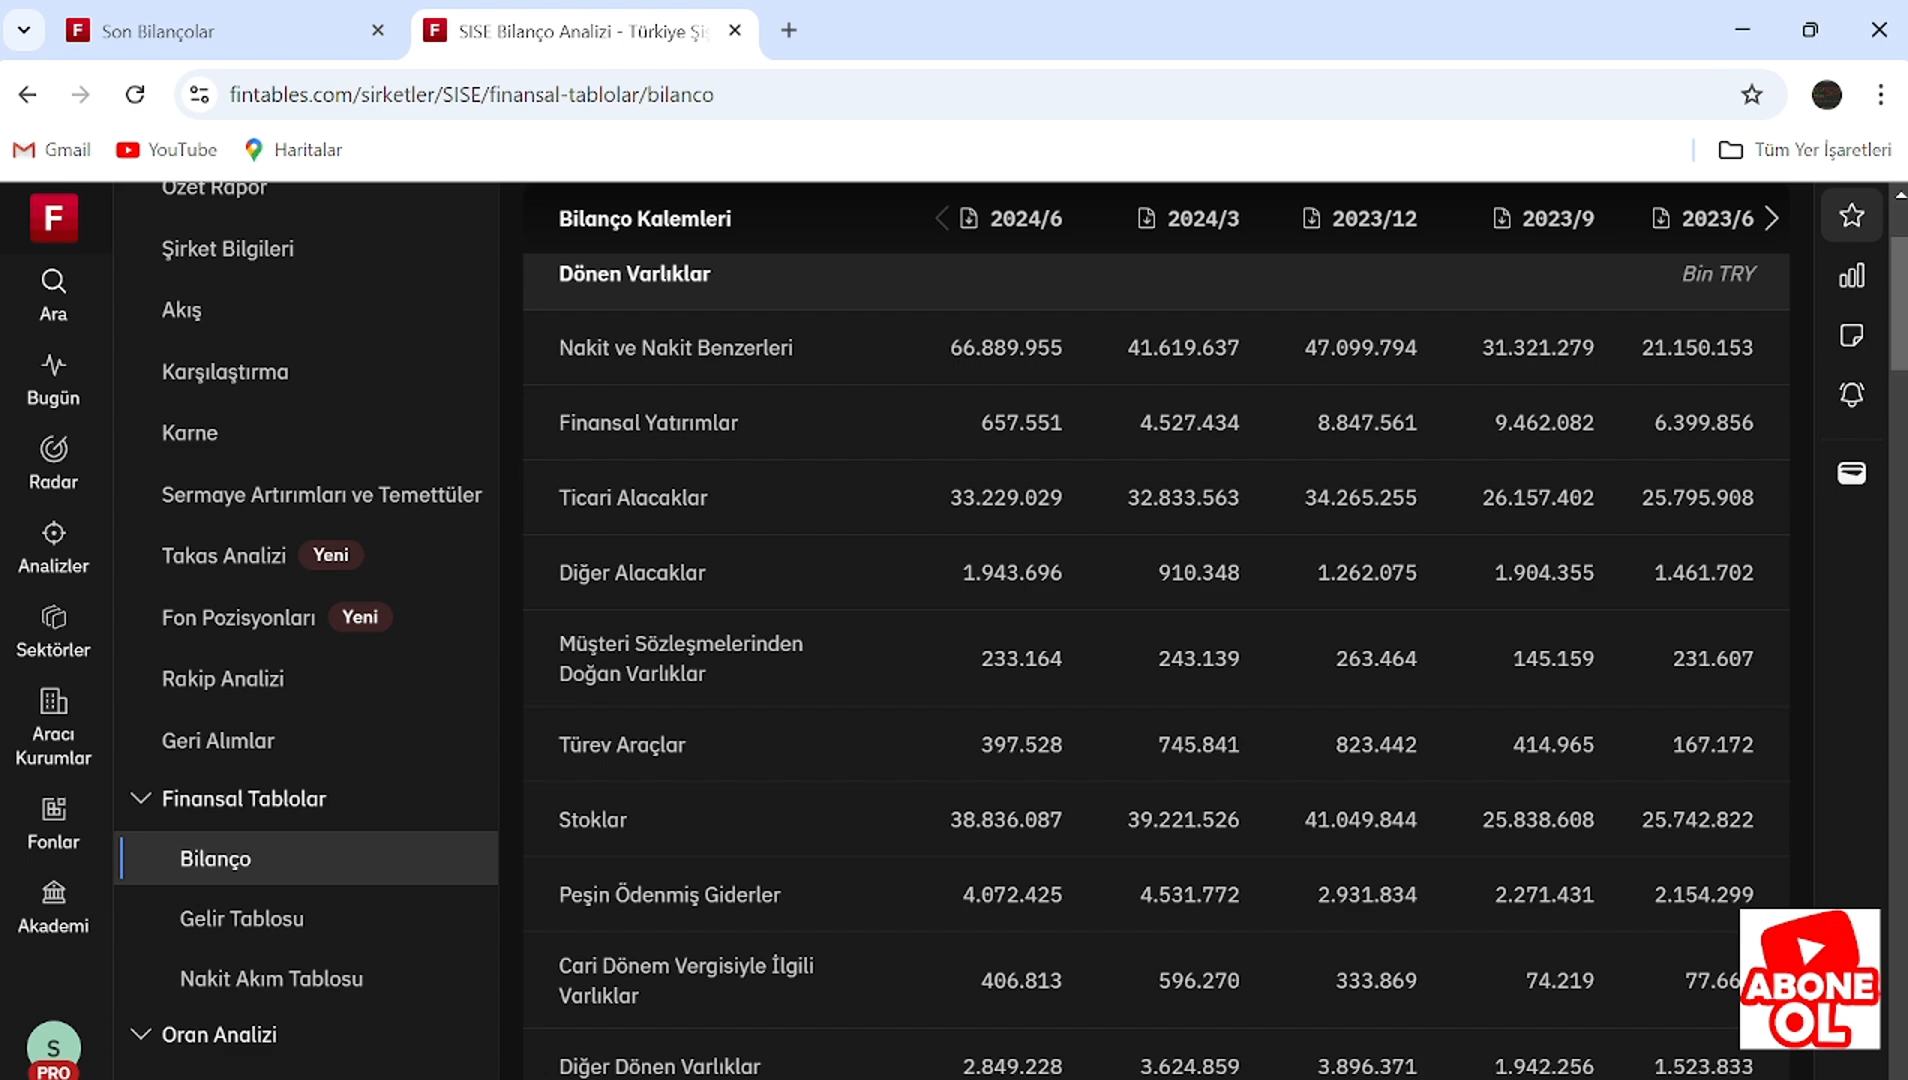 Son Bilançolar
SISE Bilanço Analizi - Türkiye Şiş
fintables.com/sirketler/SISE/finansal-tablolar/bilanco
Gmail
YouTube
Haritalar
Tüm Yer İşaretleri
F
Ara
Bugün
Radar
Analizler
Sektörler
Aracı
Kurumlar
Fonlar
Akademi
S
PRO
Özet Rapor
Şirket Bilgileri
Akış
Karşılaştırma
Karne
Sermaye Artırımları ve Temettüler
Takas Analizi Yeni
Fon Pozisyonları Yeni
Rakip Analizi
Geri Alımlar
Finansal Tablolar
Bilanço
Gelir Tablosu
Nakit Akım Tablosu
Oran Analizi
Bilanço Kalemleri 2024/6 2024/3 2023/12 2023/9 2023/6
Dönen Varlıklar Bin TRY
Nakit ve Nakit Benzerleri 66.889.955 41.619.637 47.099.794 31.321.279 21.150.153
Finansal Yatırımlar 657.551 4.527.434 8.847.561 9.462.082 6.399.856
Ticari Alacaklar 33.229.029 32.833.563 34.265.255 26.157.402 25.795.908
Diğer Alacaklar 1.943.696 910.348 1.262.075 1.904.355 1.461.702
Müşteri Sözleşmelerinden
Doğan Varlıklar 233.164 243.139 263.464 145.159 231.607
Türev Araçlar 397.528 745.841 823.442 414.965 167.172
Stoklar 38.836.087 39.221.526 41.049.844 25.838.608 25.742.822
Peşin Ödenmiş Giderler 4.072.425 4.531.772 2.931.834 2.271.431 2.154.299
Cari Dönem Vergisiyle İlgili
Varlıklar 406.813 596.270 333.869 74.219 77.66
Diğer Dönen Varlıklar 2.849.228 3.624.859 3.896.371 1.942.256 1.523.833
ABONE
OL